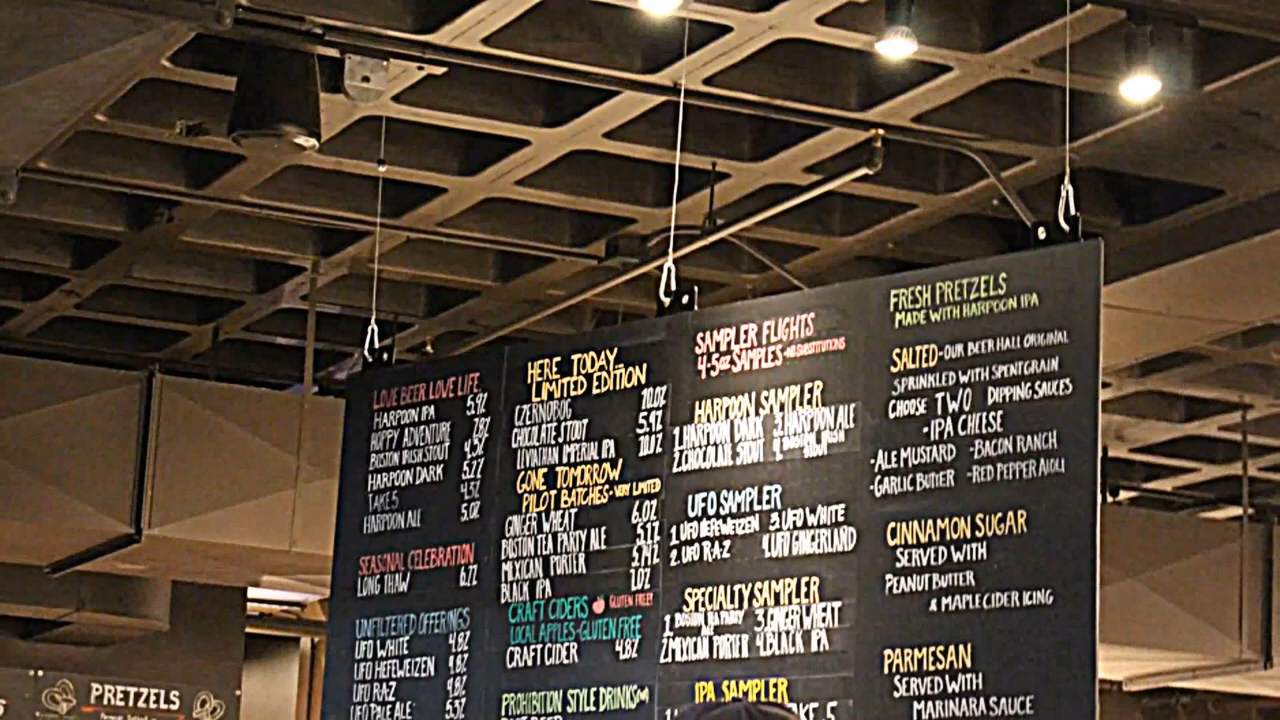 LOVE BEER LOVE LIFE
HARPOON IPA 5.9%
HOPPY ADVENTURE 7.8%
BOSTON IRISH STOUT 4.5%
HARPOON DARK 5.2%
TAKE 5 4.3%
HARPOON ALE 5.0%
SEASONAL CELEBRATION
LONG THAW 6.2%
UNFILTERED OFFERINGS
UFO WHITE 4.8%
UFO HEFEWEIZEN 4.8%
UFO RAZ 4.8%
UFO PALE ALE 5.3%
HERE TODAY...
LIMITED EDITION
CZERNOBOG 10.0%
CHOCOLATE STOUT 5.9%
LEVIATHAN IMPERIAL IPA 10.0%
GONE TOMORROW
PILOT BATCHES-VERY LIMITED
GINGER WHEAT 6.0%
BOSTON TEA PARTY ALE 5.1%
MEXICAN PORTER 5.74%
BLACK IPA 7.0%
CRAFT CIDERS GLUTEN FREE!
LOCAL APPLES-GLUTEN FREE
CRAFT CIDER 4.8%
PROHIBITION STYLE DRINKS
SAMPLER FLIGHTS
4-5oz SAMPLES-NO SUBSTITUTIONS
HARPOON SAMPLER
1.HARPOON DARK 3.HARPOON ALE
2.CHOCOLATE STOUT 4.BOSTON IRISH
STOUT
UFO SAMPLER
1.UFO HEFEWEIZEN 3.UFO WHITE
2.UFO R-A-Z 4.UFO GINGERLAND
SPECIALTY SAMPLER
1.BOSTON TEA PARTY 3.GINGER WHEAT
ALE
2.MEXICAN PORTER 4.BLACK IPA
IPA SAMPLER
FRESH PRETZELS
MADE WITH HARPOON IPA
SALTED-OUR BEER HALL ORIGINAL
SPRINKLED WITH SPENT GRAIN
CHOOSE TWO DIPPING SAUCES
-IPA CHEESE
-ALE MUSTARD -BACON RANCH
-GARLIC BUTTER -RED PEPPER AIOLI
CINNAMON SUGAR
SERVED WITH
PEANUT BUTTER
& MAPLE CIDER ICING
PARMESAN
SERVED WITH
MARINARA SAUCE
PRETZELS